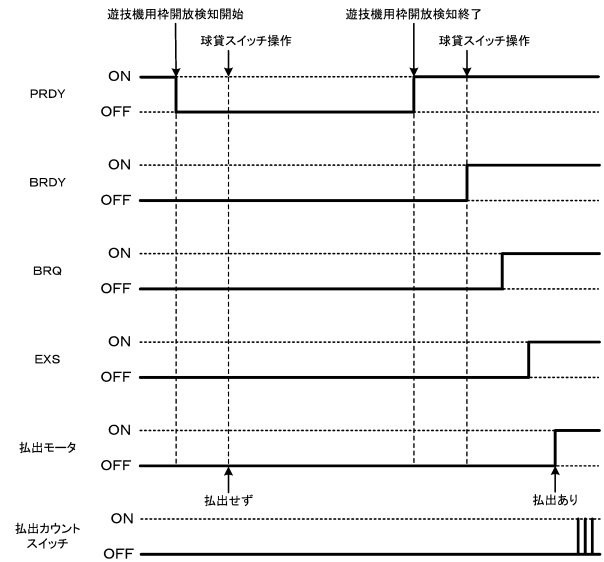 遊技機用枠開放検知開始
遊技機用枠開放検知終了
球貸スイッチ操作
球貸スイッチ操作
PRDY
ON
OFF
BRDY
ON
OFF
BRQ
ON
OFF
EXS
ON
OFF
払出モータ
ON
OFF
払出せず
払出あり
払出カウント
スイッチ
ON
OFF